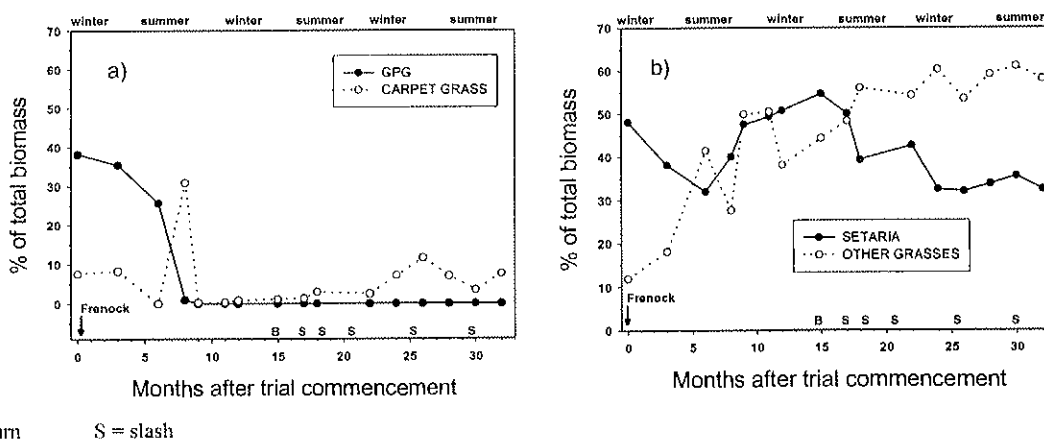 winter summer winter summer winter summer
70
60
50
40
30
20
10
0
% of total biomass
a)
GPG
CARPET GRASS
Frenock
B S S S S S
0 5 10 15 20 25 30
Months after trial commencement
winter summer winter summer winter summer
70
60
50
40
30
20
10
0
% of total biomass
b)
SETARIA
OTHER GRASSES
Frenock
B S S S S S
0 5 10 15 20 25 30
Months after trial commencement
S = slash